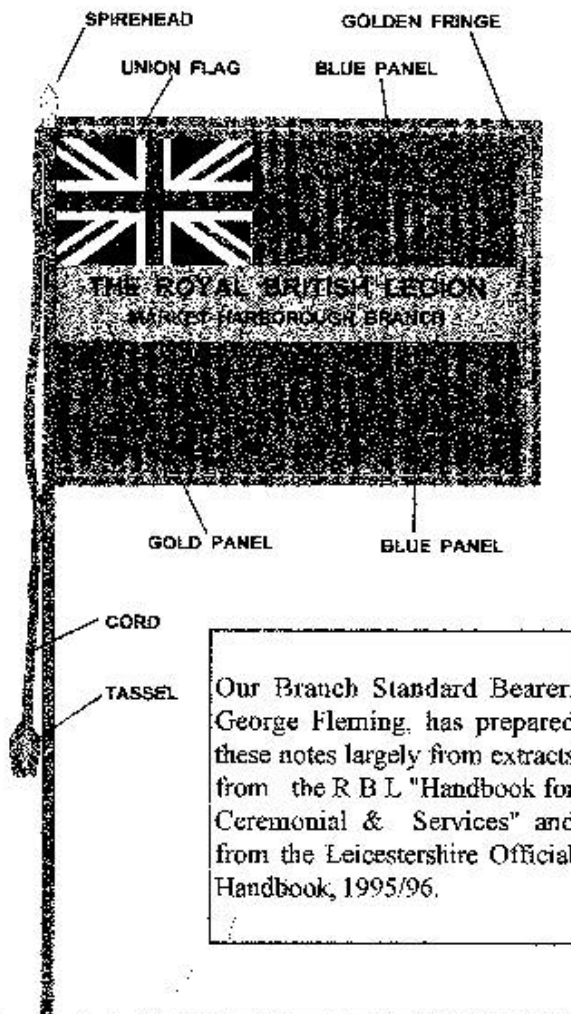 SPIREHEAD
GOLDEN FRINGE
UNION FLAG
BLUE PANEL
THE ROYAL BRITISH LEGION
MARKET HARBOROUGH BRANCH
GOLD PANEL
BLUE PANEL
CORD
TASSEL
Our Branch Standard Bearer,
George Fleming, has prepared
these notes largely from extracts
from the R B L "Handbook for
Ceremonial & Services" and
from the Leicestershire Official
Handbook, 1995/96.